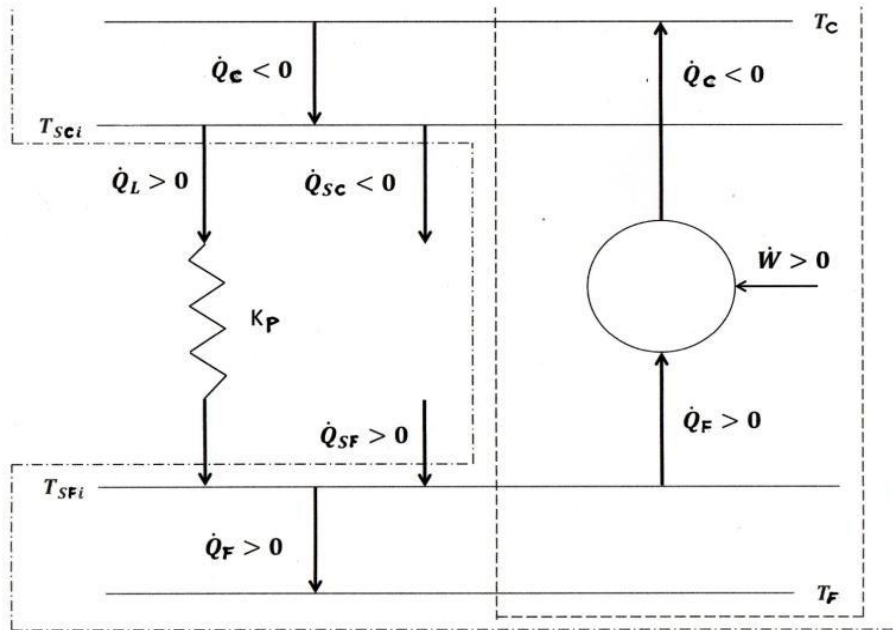 T_C
Q̇_C < 0
Q̇_C < 0
T_SCi
Q̇_L > 0
Q̇_SC < 0
Ẇ > 0
K_P
Q̇_SF > 0
Q̇_F > 0
T_SFi
Q̇_F > 0
T_F